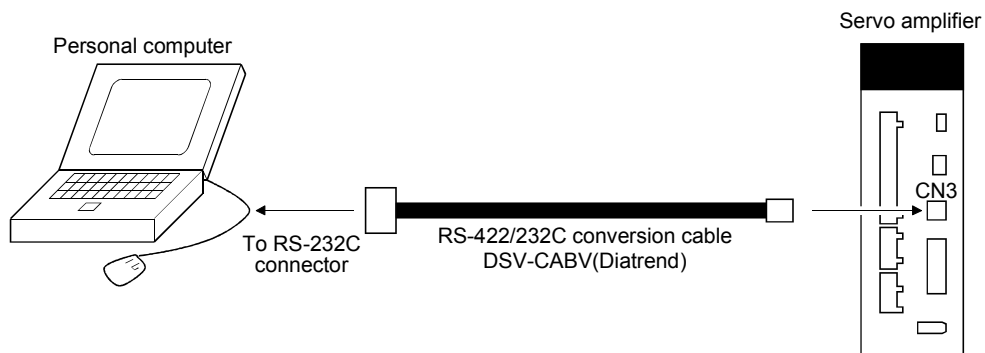 Servo amplifier
Personal computer
CN3
To RS-232C
connector
RS-422/232C conversion cable
DSV-CABV(Diatrend)